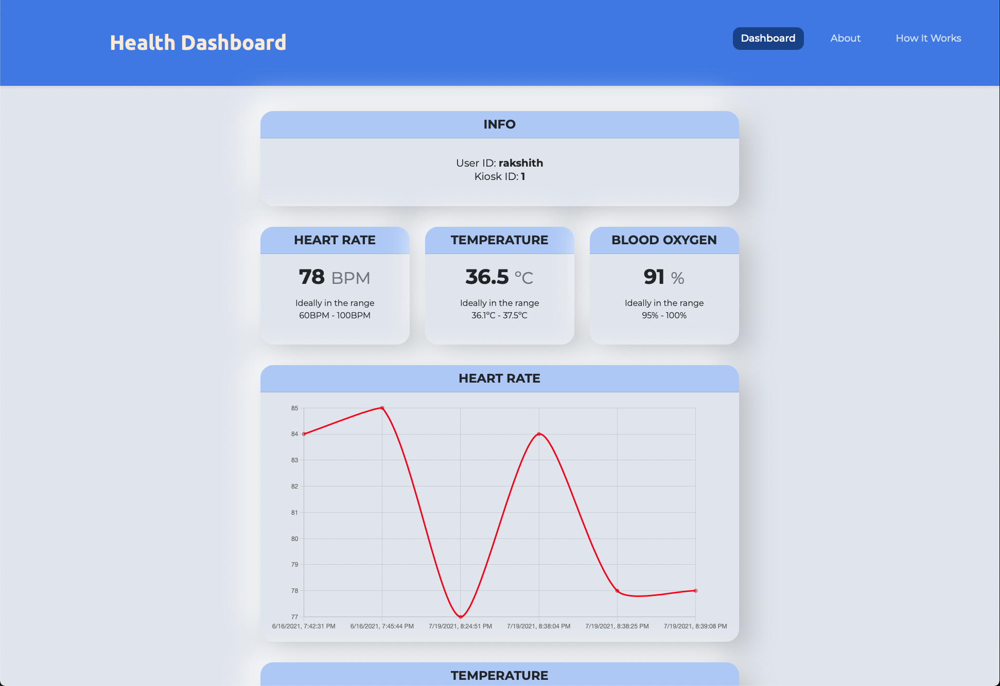 Health Dashboard
Dashboard
About
How It Works
INFO
User ID: rakshith
Kiosk ID: 1
HEART RATE
78 BPM
Ideally in the range
60BPM - 100BPM
TEMPERATURE
36.5 °C
Ideally in the range
36.1°C - 37.5°C
BLOOD OXYGEN
91 %
Ideally in the range
95% - 100%
HEART RATE
85
84
83
82
81
80
79
78
77
6/16/2021, 7:42:31 PM
6/16/2021, 7:45:44 PM
7/19/2021, 8:24:51 PM
7/19/2021, 8:38:04 PM
7/19/2021, 8:38:25 PM
7/19/2021, 8:39:08 PM
TEMPERATURE